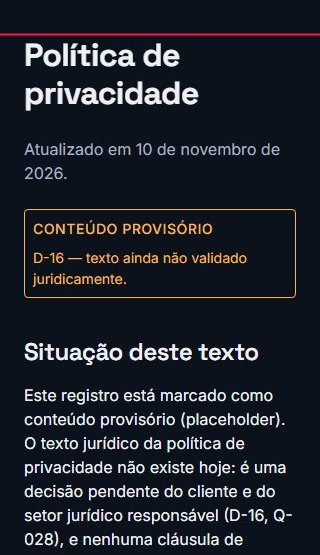 Política de
privacidade
Atualizado em 10 de novembro de
2026.
CONTEÚDO PROVISÓRIO
D-16 — texto ainda não validado
juridicamente.
Situação deste texto
Este registro está marcado como
conteúdo provisório (placeholder).
O texto jurídico da política de
privacidade não existe hoje: é uma
decisão pendente do cliente e do
setor jurídico responsável (D-16, Q-
028), e nenhuma cláusula de